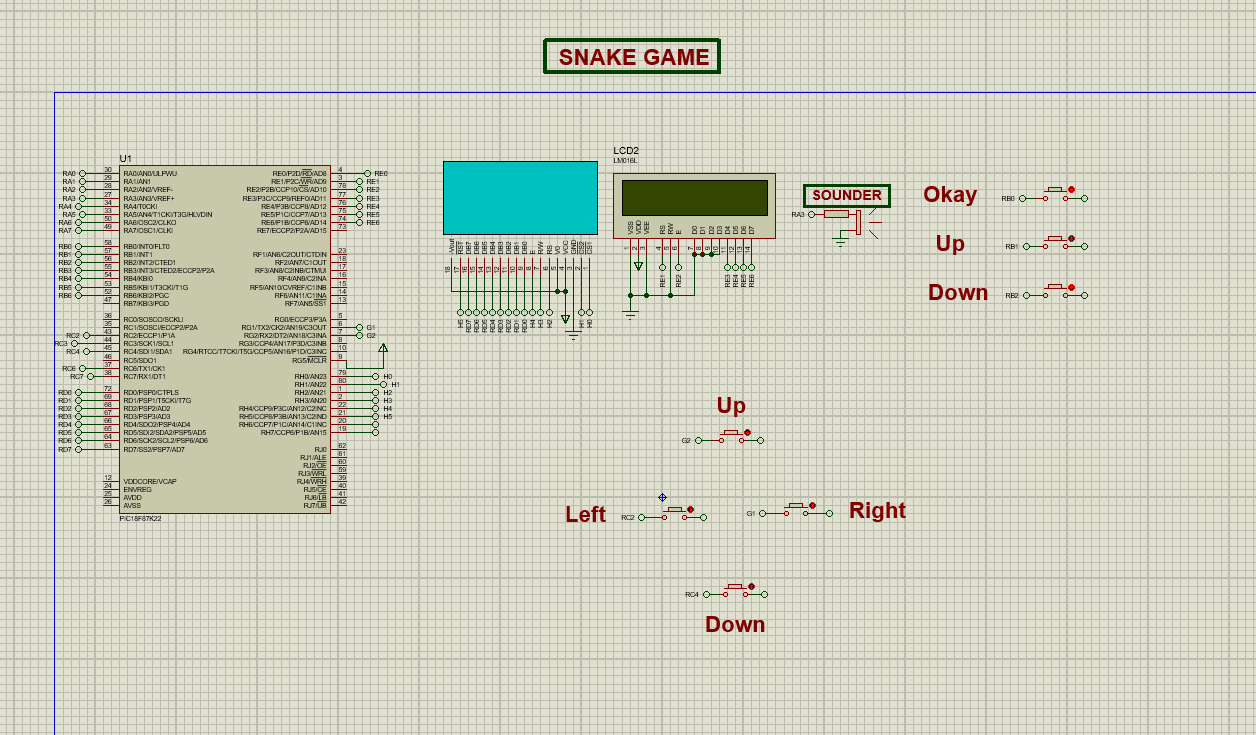 SNAKE GAME
U1
RA0 30 RA0/AN0/ULPWU
RA1 29 RA1/AN1
RA2 28 RA2/AN2/VREF-
RA3 27 RA3/AN3/VREF+
RA4 34 RA4/T0CKI
RA5 33 RA5/AN4/T1CKI/T3G/HLVDIN
RA6 50 RA6/OSC2/CLKO
RA7 49 RA7/OSC1/CLKI
RB0 58 RB0/INT0/FLT0
RB1 57 RB1/INT1
RB2 56 RB2/INT2/CTED1
RB3 55 RB3/INT3/CTED2/ECCP2/P2A
RB4 54 RB4/KBI0
RB5 53 RB5/KBI1/T3CKI/T1G
RB6 52 RB6/KBI2/PGC
47 RB7/KBI3/PGD
36 RC0/SOSCO/SCKLI
35 RC1/SOSCI/ECCP2/P2A
RC2 43 RC2/ECCP1/P1A
RC3 44 RC3/SCK1/SCL1
RC4 45 RC4/SDI1/SDA1
46 RC5/SDO1
RC6 37 RC6/TX1/CK1
RC7 38 RC7/RX1/DT1
RD0 72 RD0/PSP0/CTPLS
RD1 69 RD1/PSP1/T5CKI/T7G
RD2 68 RD2/PSP2/AD2
RD3 67 RD3/PSP3/AD3
RD4 66 RD4/SDO2/PSP4/AD4
RD5 65 RD5/SDI2/SDA2/PSP5/AD5
RD6 64 RD6/SCK2/SCL2/PSP6/AD6
RD7 63 RD7/SS2/PSP7/AD7
12 VDDCORE/VCAP
24 ENVREG
25 AVDD
26 AVSS
RE0/P2D/RD/AD8 4 RE0
RE1/P2C/WR/AD9 3 RE1
RE2/P2B/CCP10/CS/AD10 78 RE2
RE3/P3C/CCP9/REFO/AD11 77 RE3
RE4/P3B/CCP8/AD12 76 RE4
RE5/P1C/CCP7/AD13 75 RE5
RE6/P1B/CCP6/AD14 74 RE6
RE7/ECCP2/P2A/AD15 73
RF1/AN6/C2OUT/CTDIN 23
RF2/AN7/C1OUT 18
RF3/AN8/C2INB/CTMUI 17
RF4/AN9/C2INA 16
RF5/AN10/CVREF/C1INB 15
RF6/AN11/C1INA 14
RF7/AN5/SS1 13
RG0/ECCP3/P3A 5
RG1/TX2/CK2/AN19/C3OUT 6 G1
RG2/RX2/DT2/AN18/C3INA 7 G2
RG3/CCP4/AN17/P3D/C3INB 8
RG4/RTCC/T7CKI/T5G/CCP5/AN16/P1D/C3INC 10
RG5/MCLR 9
RH0/AN23 79 H0
RH1/AN22 80 H1
RH2/AN21 1 H2
RH3/AN20 2 H3
RH4/CCP9/P3C/AN12/C2INC 22 H4
RH5/CCP8/P3B/AN13/C2IND 21 H5
RH6/CCP7/P1C/AN14/C1INC 20
RH7/CCP6/P1B/AN15 19
RJ0 62
RJ1/ALE 61
RJ2/OE 60
RJ3/WRL 59
RJ4/WRH 39
RJ5/CE 40
RJ6/LB 41
RJ7/UB 42
PIC18F87K22
-Vout RST DB7 DB6 DB5 DB4 DB3 DB2 DB1 DB0 E R/W RS V0 VCC GND CS2 CS1
18 17 16 15 14 13 12 11 10 9 8 7 6 5 4 3 2 1
H5 RD7 RD6 RD5 RD4 RD3 RD2 RD1 RD0 H4 H3 H2 H1 H0
LCD2
LM016L
VSS VDD VEE RS RW E D0 D1 D2 D3 D4 D5 D6 D7
1 2 3 4 5 6 7 8 9 10 11 12 13 14
RE1 RE2 RE3 RE4 RE5 RE6
SOUNDER
RA3
Okay
RB0
Up
RB1
Down
RB2
Up
G2
Left
RC2
G1
Right
RC4
Down